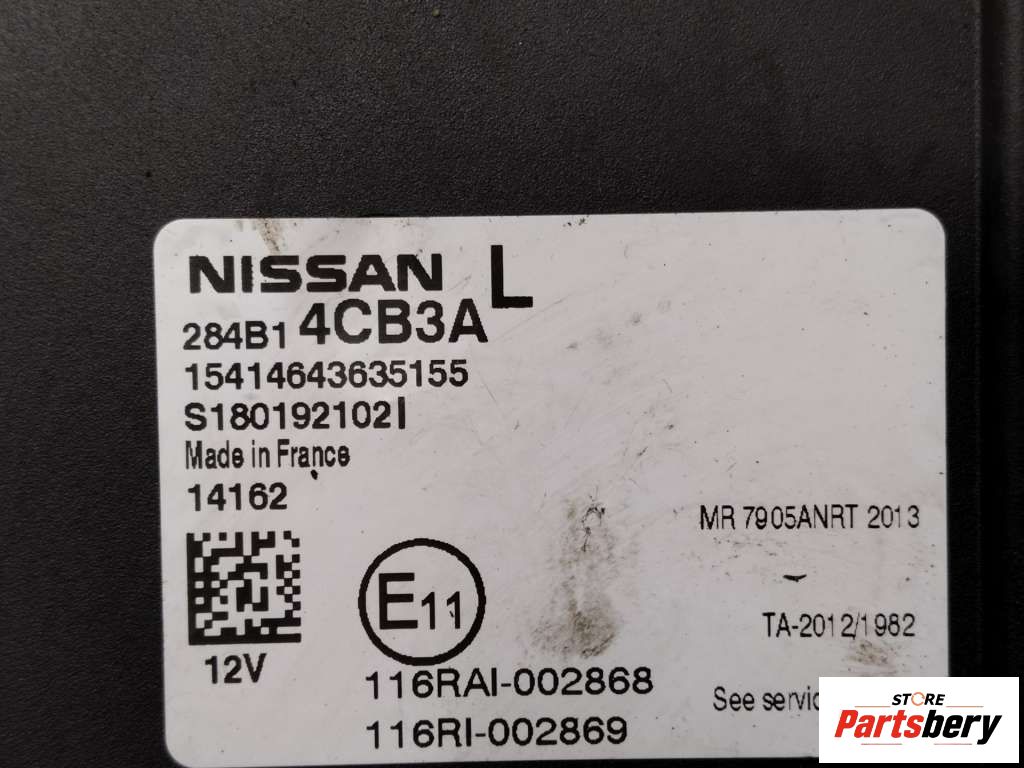 NISSAN L
284B1 4CB3A
15414643635155
S180192102I
Made in France
14162
MR 7905ANRT 2013
E11
TA-2012/1982
12V
116RAI-002868
116RI-002869
See servic
STORE
Partsbery